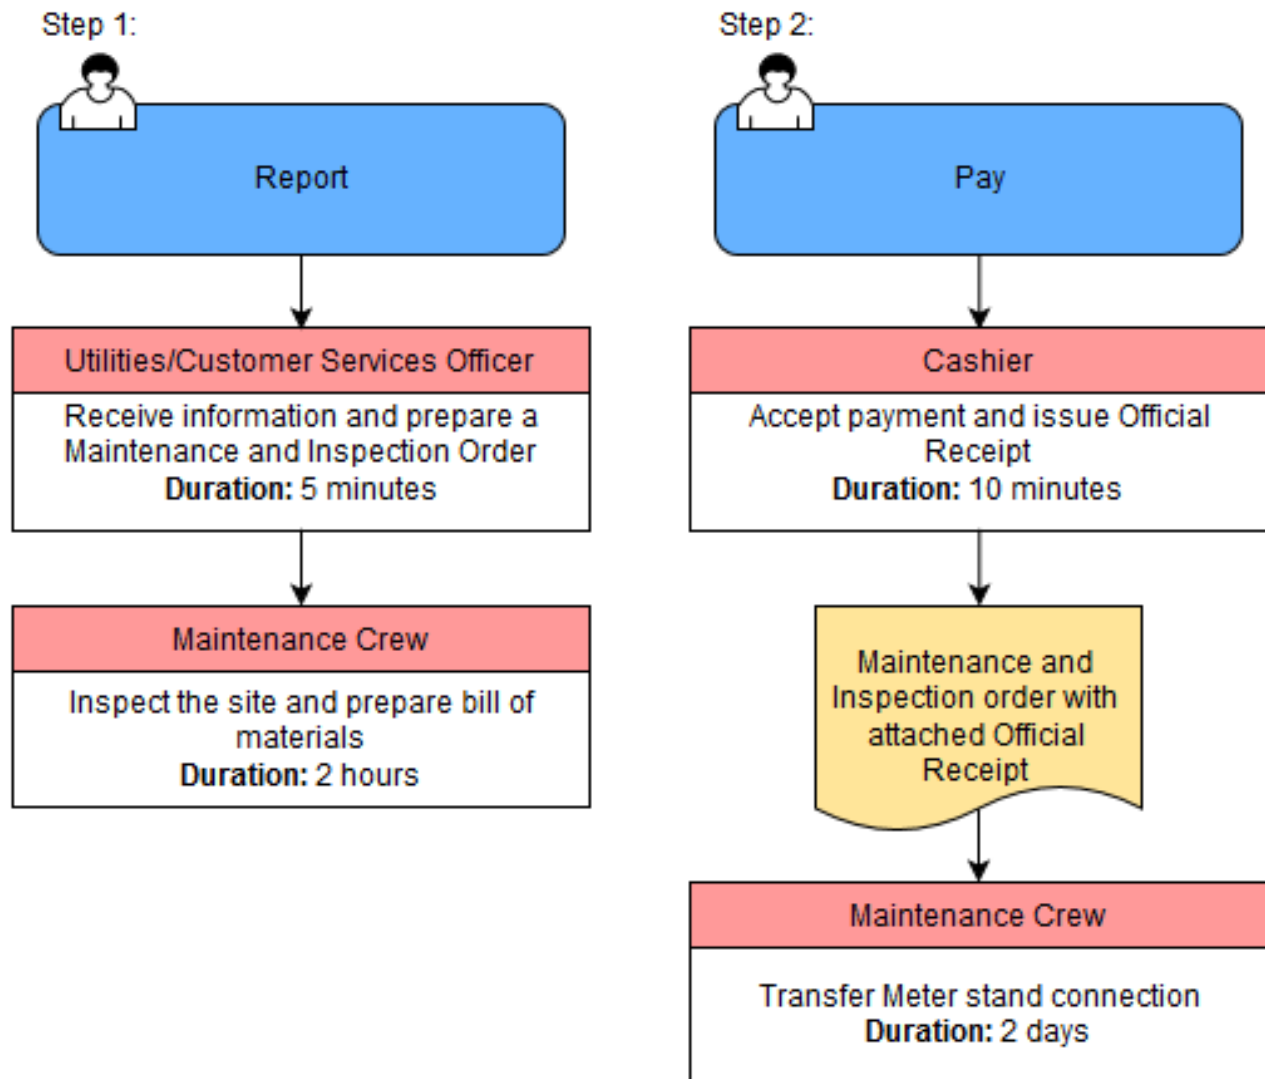 Step 1:
Report
Utilities/Customer Services Officer
Receive information and prepare a
Maintenance and Inspection Order
Duration: 5 minutes
Maintenance Crew
Inspect the site and prepare bill of
materials
Duration: 2 hours
Step 2:
Pay
Cashier
Accept payment and issue Official
Receipt
Duration: 10 minutes
Maintenance and
Inspection order with
attached Official
Receipt
Maintenance Crew
Transfer Meter stand connection
Duration: 2 days